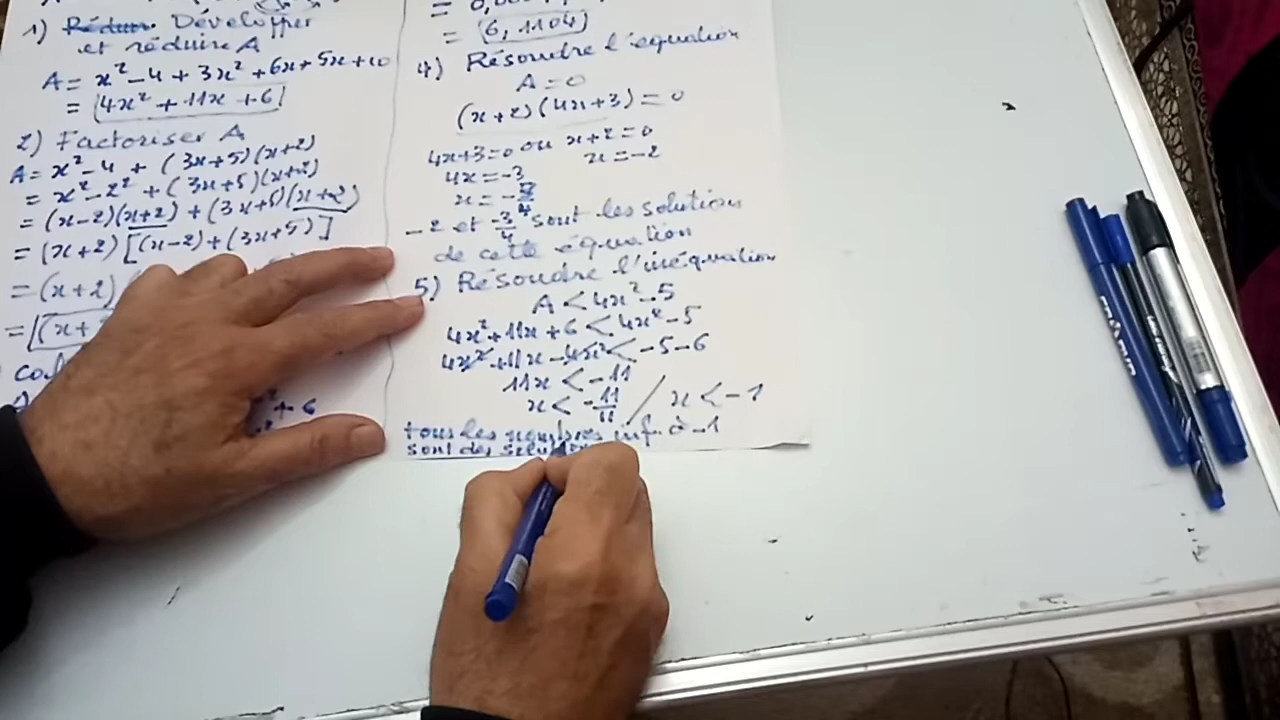 1) Développer
et réduire A
A = x² - 4 + 3x² + 6x + 5x + 10
= 4x² + 11x + 6
2) Factoriser A
A = x² - 4 + (3x+5)(x+2)
= x² - 2² + (3x+5)(x+2)
= (x-2)(x+2) + (3x+5)(x+2)
= (x+2)[(x-2)+(3x+5)]
= (x+2)
= (x+
+ 6
= 0,
= 6,1104
4) Résoudre l'équation
A = 0
(x+2)(4x+3) = 0
4x+3=0 ou x+2=0
4x = -3 x = -2
x = -3/4
-2 et -3/4 sont les solutions
de cette équation
5) Résoudre l'inéquation
A < 4x² - 5
4x² + 11x + 6 < 4x² - 5
4x² + 11x - 4x² < -5 - 6
11x < -11
x < -11/11 / x < -1
tous les nombres inf. à -1
sont des